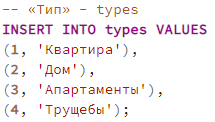 -- «Тип» - types
INSERT INTO types VALUES
(1, 'Квартира'),
(2, 'Дом'),
(3, 'Апартаменты'),
(4, 'Трущебы');